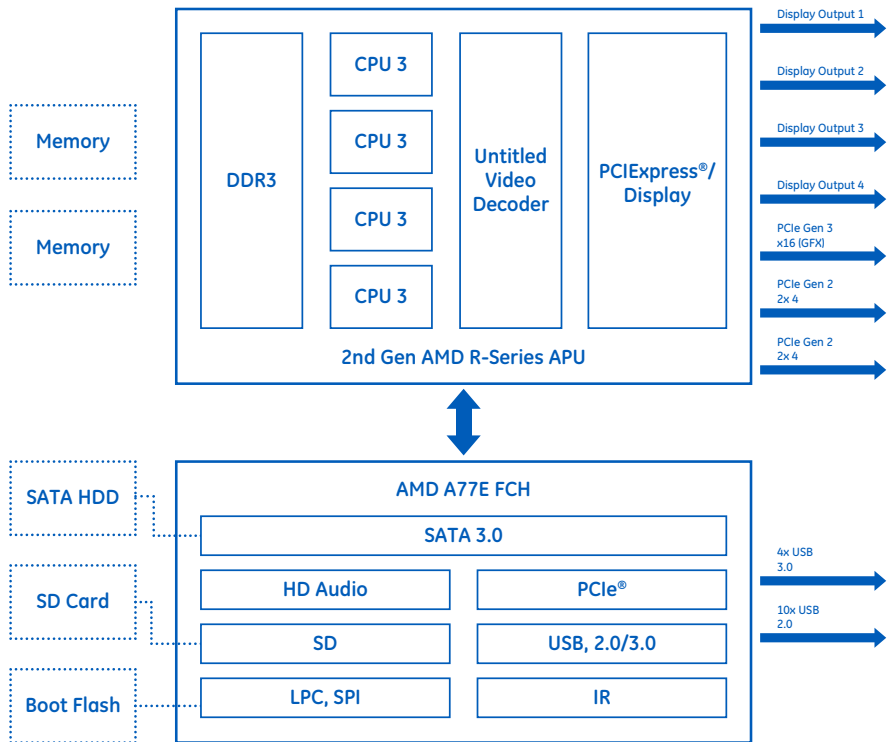 Display Output 1
CPU 3
Display Output 2
Memory
CPU 3
Display Output 3
DDR3
Untitled
Video
Decoder
PCIExpress®/
Display
Display Output 4
Memory
CPU 3
PCIe Gen 3
x16 (GFX)
CPU 3
PCIe Gen 2
2x 4
2nd Gen AMD R-Series APU
PCIe Gen 2
2x 4
AMD A77E FCH
SATA HDD
SATA 3.0
4x USB
3.0
HD Audio
PCIe®
SD Card
10x USB
2.0
SD
USB, 2.0/3.0
Boot Flash
LPC, SPI
IR